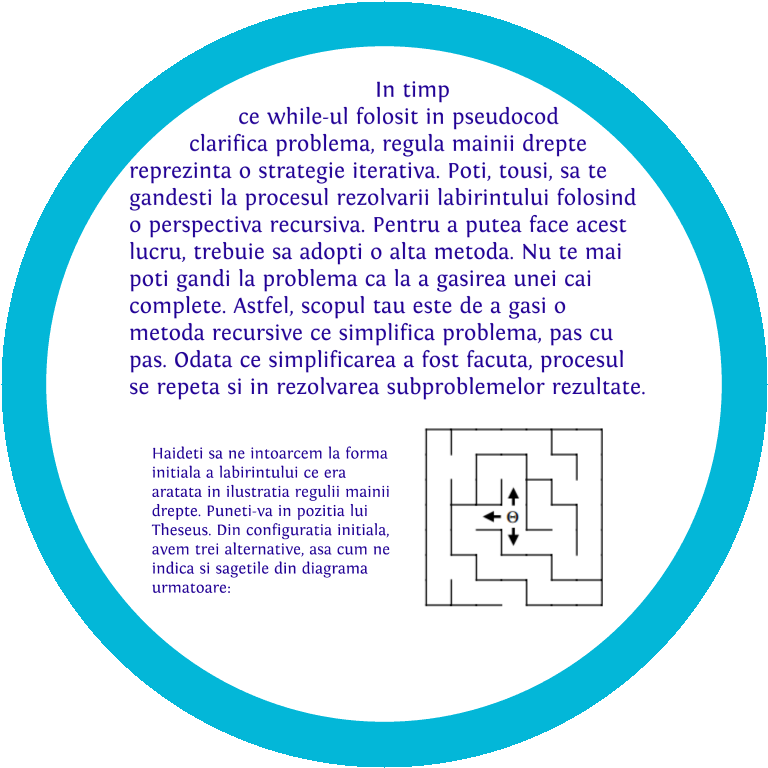 In timp
ce while-ul folosit in pseudocod
clarifica problema, regula mainii drepte
reprezinta o strategie iterativa. Poti, tousi, sa te
gandesti la procesul rezolvarii labirintului folosind
o perspectiva recursiva. Pentru a putea face acest
lucru, trebuie sa adopti o alta metoda. Nu te mai
poti gandi la problema ca la a gasirea unei cai
complete. Astfel, scopul tau este de a gasi o
metoda recursive ce simplifica problema, pas cu
pas. Odata ce simplificarea a fost facuta, procesul
se repeta si in rezolvarea subproblemelor rezultate.
Haideti sa ne intoarcem la forma
initiala a labirintului ce era
aratata in ilustratia regulii mainii
drepte. Puneti-va in pozitia lui
Theseus. Din configuratia initiala,
avem trei alternative, asa cum ne
indica si sagetile din diagrama
urmatoare:
Θ